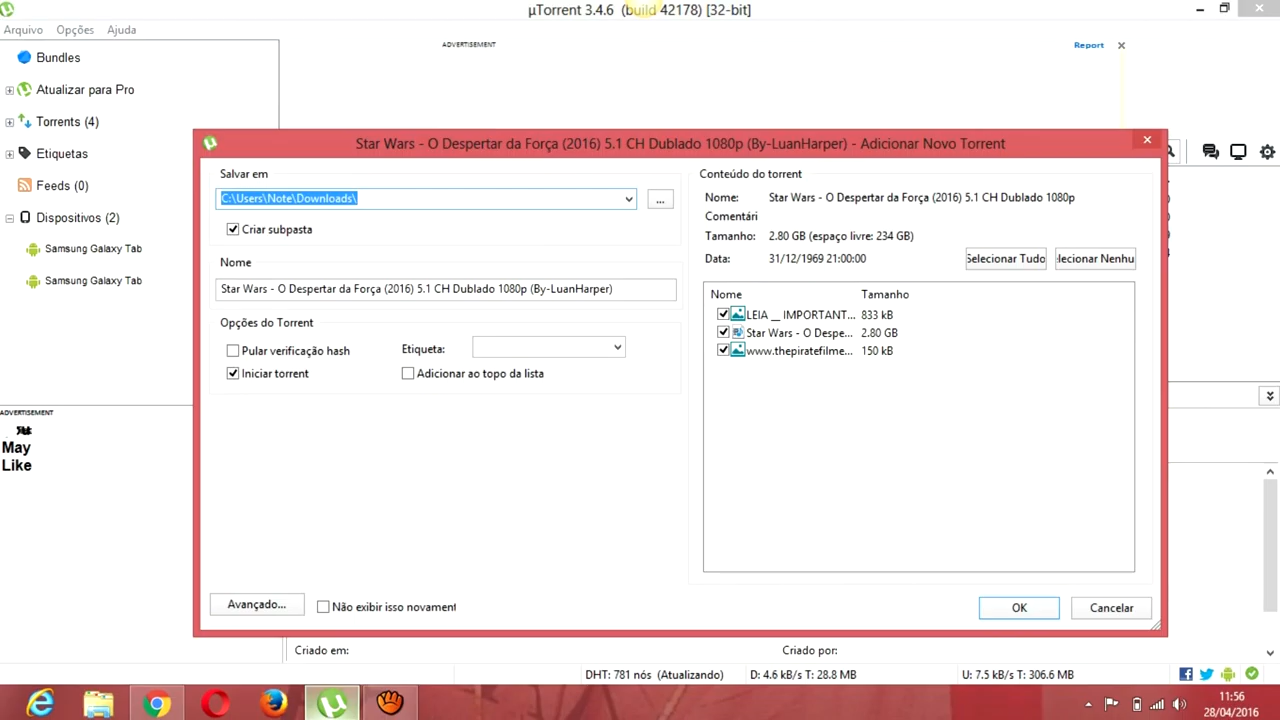 µTorrent 3.4.6 (build 42178) [32-bit]
Arquivo Opções Ajuda
ADVERTISEMENT
Report
Bundles
Atualizar para Pro
Torrents (4)
Etiquetas
Feeds (0)
Dispositivos (2)
Samsung Galaxy Tab
Samsung Galaxy Tab
ADVERTISEMENT
May
Like
Star Wars - O Despertar da Força (2016) 5.1 CH Dublado 1080p (By-LuanHarper) - Adicionar Novo Torrent
Salvar em
C:\Users\Note\Downloads\
...
Criar subpasta
Nome
Star Wars - O Despertar da Força (2016) 5.1 CH Dublado 1080p (By-LuanHarper)
Opções do Torrent
Pular verificação hash
Etiqueta:
Iniciar torrent
Adicionar ao topo da lista
Avançado...
Não exibir isso novament
Conteúdo do torrent
Nome: Star Wars - O Despertar da Força (2016) 5.1 CH Dublado 1080p
Comentári
Tamanho: 2.80 GB (espaço livre: 234 GB)
Data: 31/12/1969 21:00:00
Selecionar Tudo
lecionar Nenhu
Nome Tamanho
LEIA __ IMPORTANT... 833 kB
Star Wars - O Despe... 2.80 GB
www.thepiratefilme... 150 kB
OK
Cancelar
Criado em: Criado por:
DHT: 781 nós (Atualizando) D: 4.6 kB/s T: 28.8 MB U: 7.5 kB/s T: 306.6 MB
11:56
28/04/2016